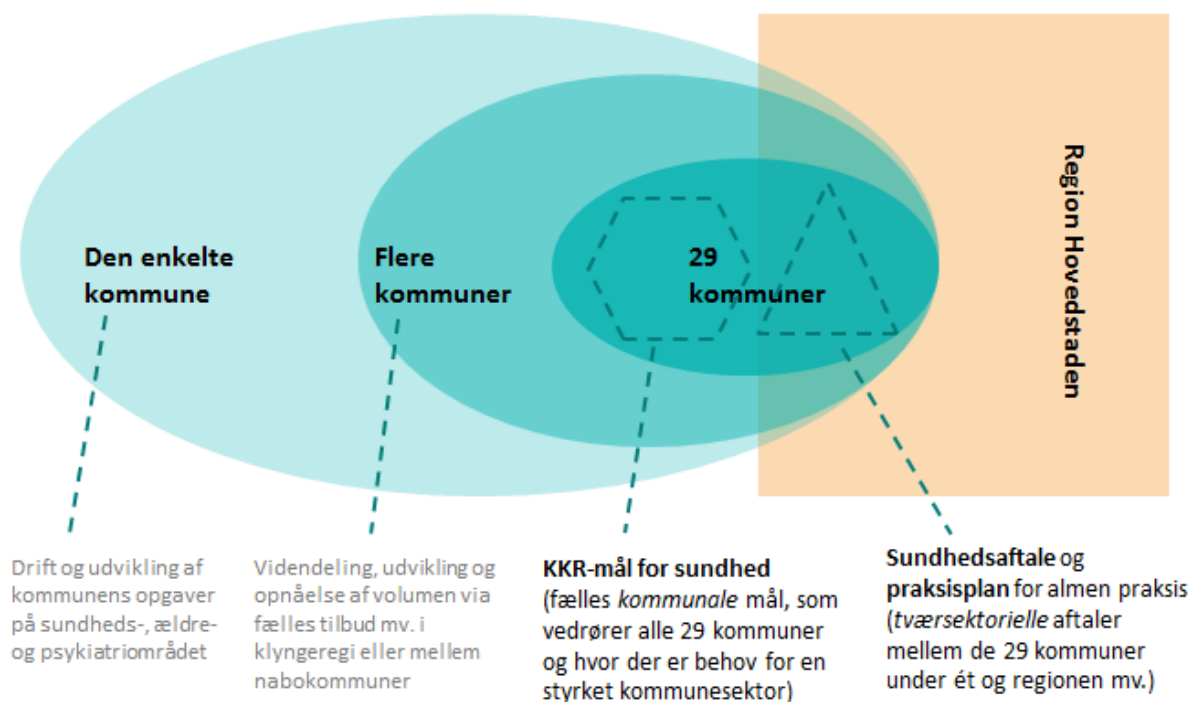 Den enkelte
kommune
Flere
kommuner
29
kommuner
Region Hovedstaden
Drift og udvikling af
kommunens opgaver
på sundheds-, ældre-
og psykiatriområdet
Videndeling, udvikling og
opnåelse af volumen via
fælles tilbud mv. i
klyngeregi eller mellem
nabokommuner
KKR-mål for sundhed
(fælles kommunale mål, som
vedrører alle 29 kommuner
og hvor der er behov for en
styrket kommunesektor)
Sundhedsaftale og
praksisplan for almen praksis
(tværsektorielle aftaler
mellem de 29 kommuner
under ét og regionen mv.)